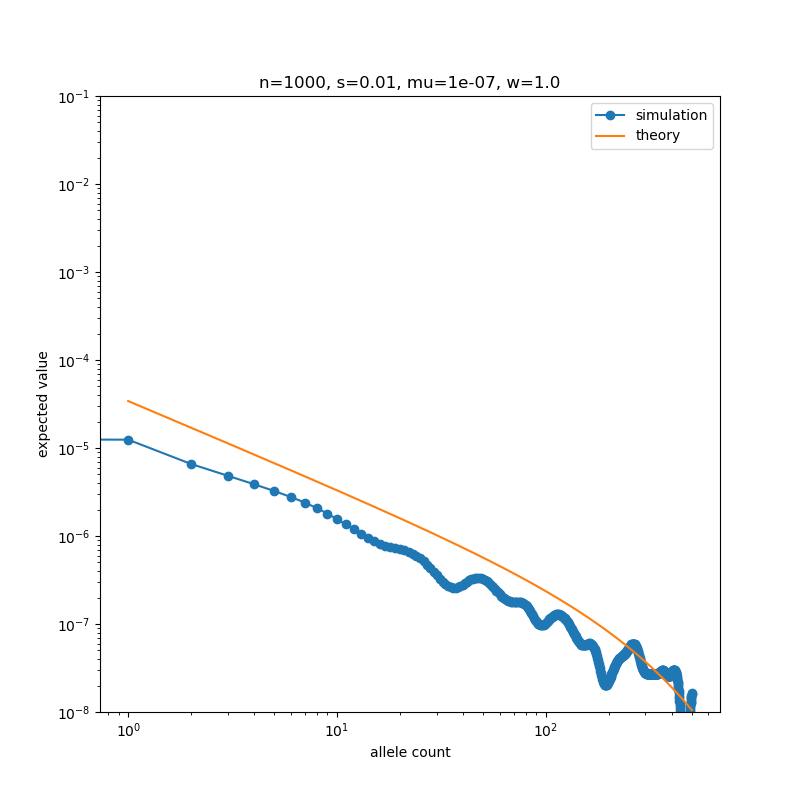 n=1000, s=0.01, mu=1e-07, w=1.0
simulation
theory
10⁻¹
10⁻²
10⁻³
10⁻⁴
10⁻⁵
10⁻⁶
10⁻⁷
10⁻⁸
expected value
10⁰ 10¹ 10²
allele count